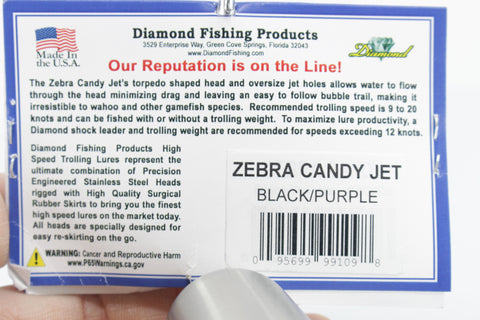 Made In
the U.S.A.
Diamond Fishing Products
3529 Enterprise Way, Green Cove Springs, Florida 32043
www.DiamondFishing.com
Diamond
Our Reputation is on the Line!
The Zebra Candy Jet's torpedo shaped head and oversize jet holes allows water to flow
through the head minimizing drag and leaving an easy to follow bubble trail, making it
irresistible to wahoo and other gamefish species. Recommended trolling speed is 9 to 20
knots and can be fished with or without a trolling weight. To maximize lure productivity, a
Diamond shock leader and trolling weight are recommended for speeds exceeding 12 knots.
Diamond Fishing Products High
Speed Trolling Lures represent the
ultimate combination of Precision
Engineered Stainless Steel Heads
rigged with High Quality Surgical
Rubber Skirts to bring you the finest
high speed lures on the market today.
All heads are specially designed for
easy re-skirting on the go.
WARNING: Cancer and Reproductive Harm
www.P65Warnings.ca.gov
ZEBRA CANDY JET
BLACK/PURPLE
0 95699 99109 8